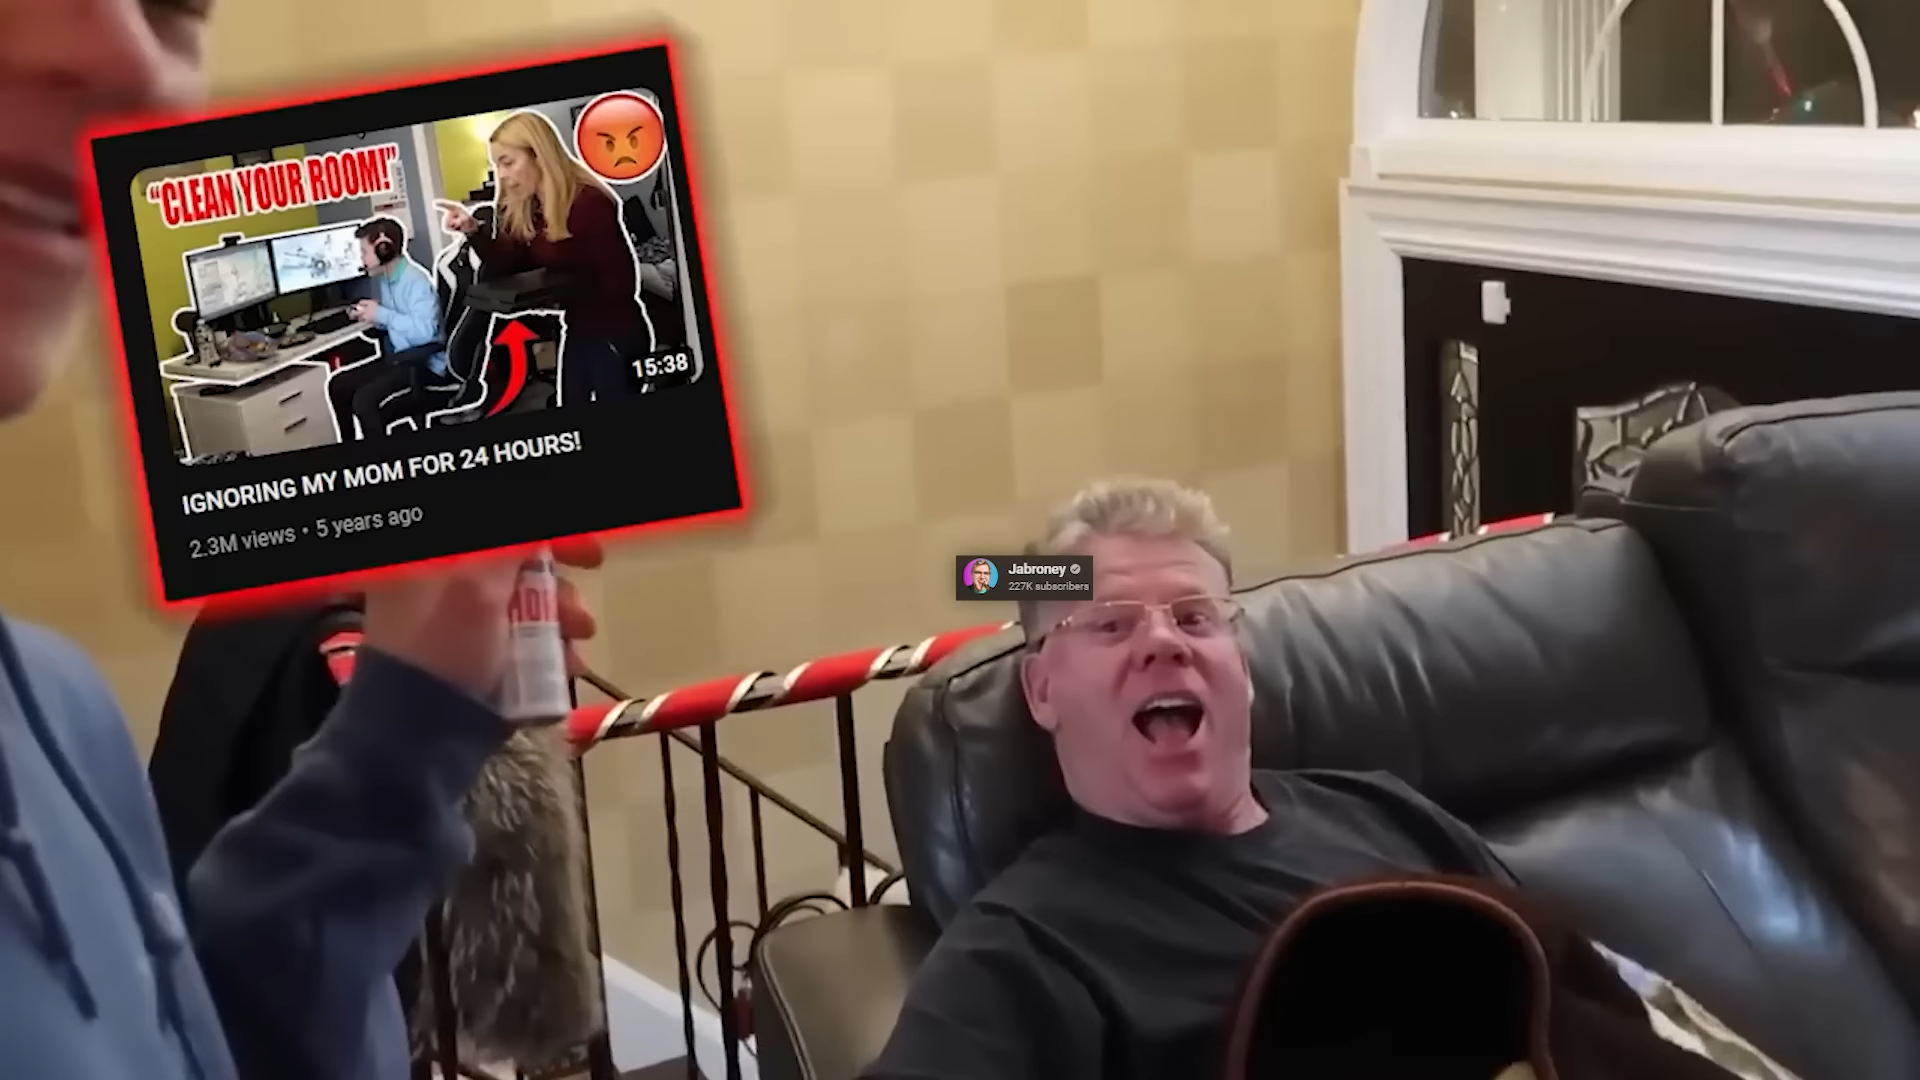 “CLEAN YOUR ROOM!”
15:38
IGNORING MY MOM FOR 24 HOURS!
2.3M views • 5 years ago
Jabroney
227K subscribers